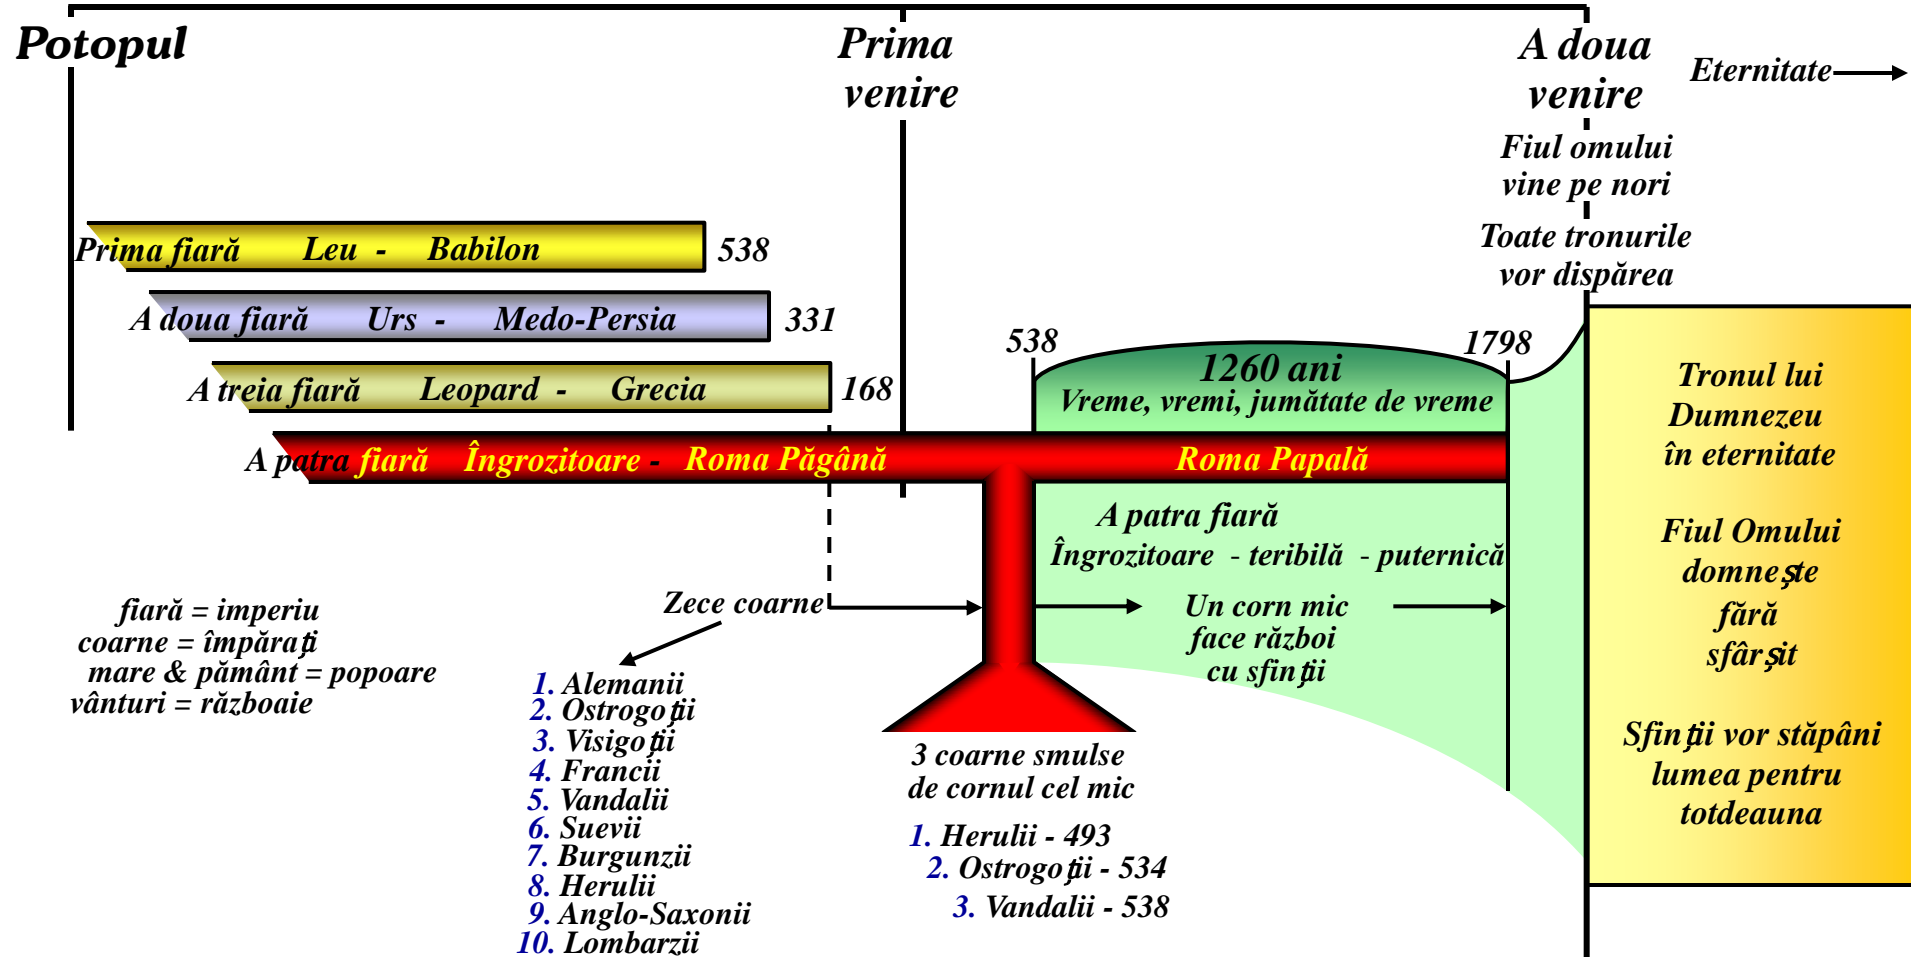 Potopul
Prima
venire
A doua
venire
Eternitate
Fiul omului
vine pe nori
Toate tronurile
vor dispărea
Prima fiară Leu - Babilon 538
A doua fiară Urs - Medo-Persia 331
A treia fiară Leopard - Grecia 168
538
1798
1260 ani
Vreme, vremi, jumătate de vreme
A patra fiară Îngrozitoare - Roma Păgână
Roma Papală
A patra fiară
Îngrozitoare - teribilă - puternică
Zece coarne
Un corn mic
face război
cu sfinții
fiară = imperiu
coarne = împărați
mare & pământ = popoare
vânturi = războaie
1. Alemanii
2. Ostrogoții
3. Visigoții
4. Francii
5. Vandalii
6. Suevii
7. Burgunzii
8. Herulii
9. Anglo-Saxonii
10. Lombarzii
3 coarne smulse
de cornul cel mic
1. Herulii - 493
2. Ostrogoții - 534
3. Vandalii - 538
Tronul lui
Dumnezeu
în eternitate
Fiul Omului
domnește
fără
sfârșit
Sfinții vor stăpâni
lumea pentru
totdeauna